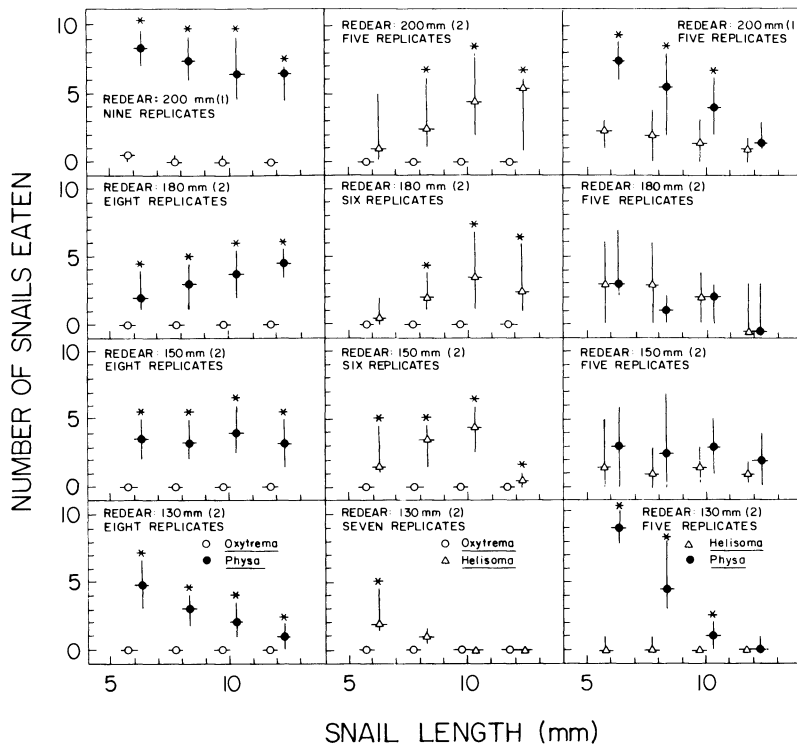 NUMBER OF SNAILS EATEN
10
5
0
REDEAR: 200 mm (1)
NINE REPLICATES
REDEAR: 200 mm (2)
FIVE REPLICATES
REDEAR: 200 mm (1
FIVE REPLICATES
10
5
0
REDEAR: 180 mm (2)
EIGHT REPLICATES
REDEAR: 180 mm (2)
SIX REPLICATES
REDEAR: 180 mm (2)
FIVE REPLICATES
10
5
0
REDEAR: 150 mm (2)
EIGHT REPLICATES
REDEAR: 150 mm (2)
SIX REPLICATES
REDEAR: 150 mm (2)
FIVE REPLICATES
10
5
0
REDEAR: 130 mm (2)
EIGHT REPLICATES
Oxytrema
Physa
REDEAR: 130 mm (2)
SEVEN REPLICATES
Oxytrema
Helisoma
REDEAR: 130 mm (2)
FIVE REPLICATES
Helisoma
Physa
5 10 5 10 5 10
SNAIL LENGTH (mm)